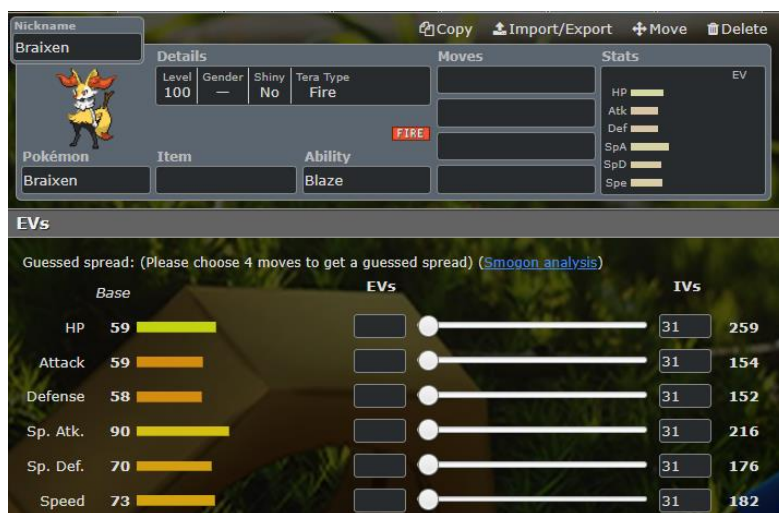 Nickname
Braixen
Copy Import/Export Move Delete
Details
Level Gender Shiny Tera Type
100 — No Fire
FIRE
Moves
Stats
EV
HP
Atk
Def
SpA
SpD
Spe
Pokémon Item Ability
Braixen Blaze
EVs
Guessed spread: (Please choose 4 moves to get a guessed spread) (Smogon analysis)
Base EVs IVs
HP 59 31 259
Attack 59 31 154
Defense 58 31 152
Sp. Atk. 90 31 216
Sp. Def. 70 31 176
Speed 73 31 182